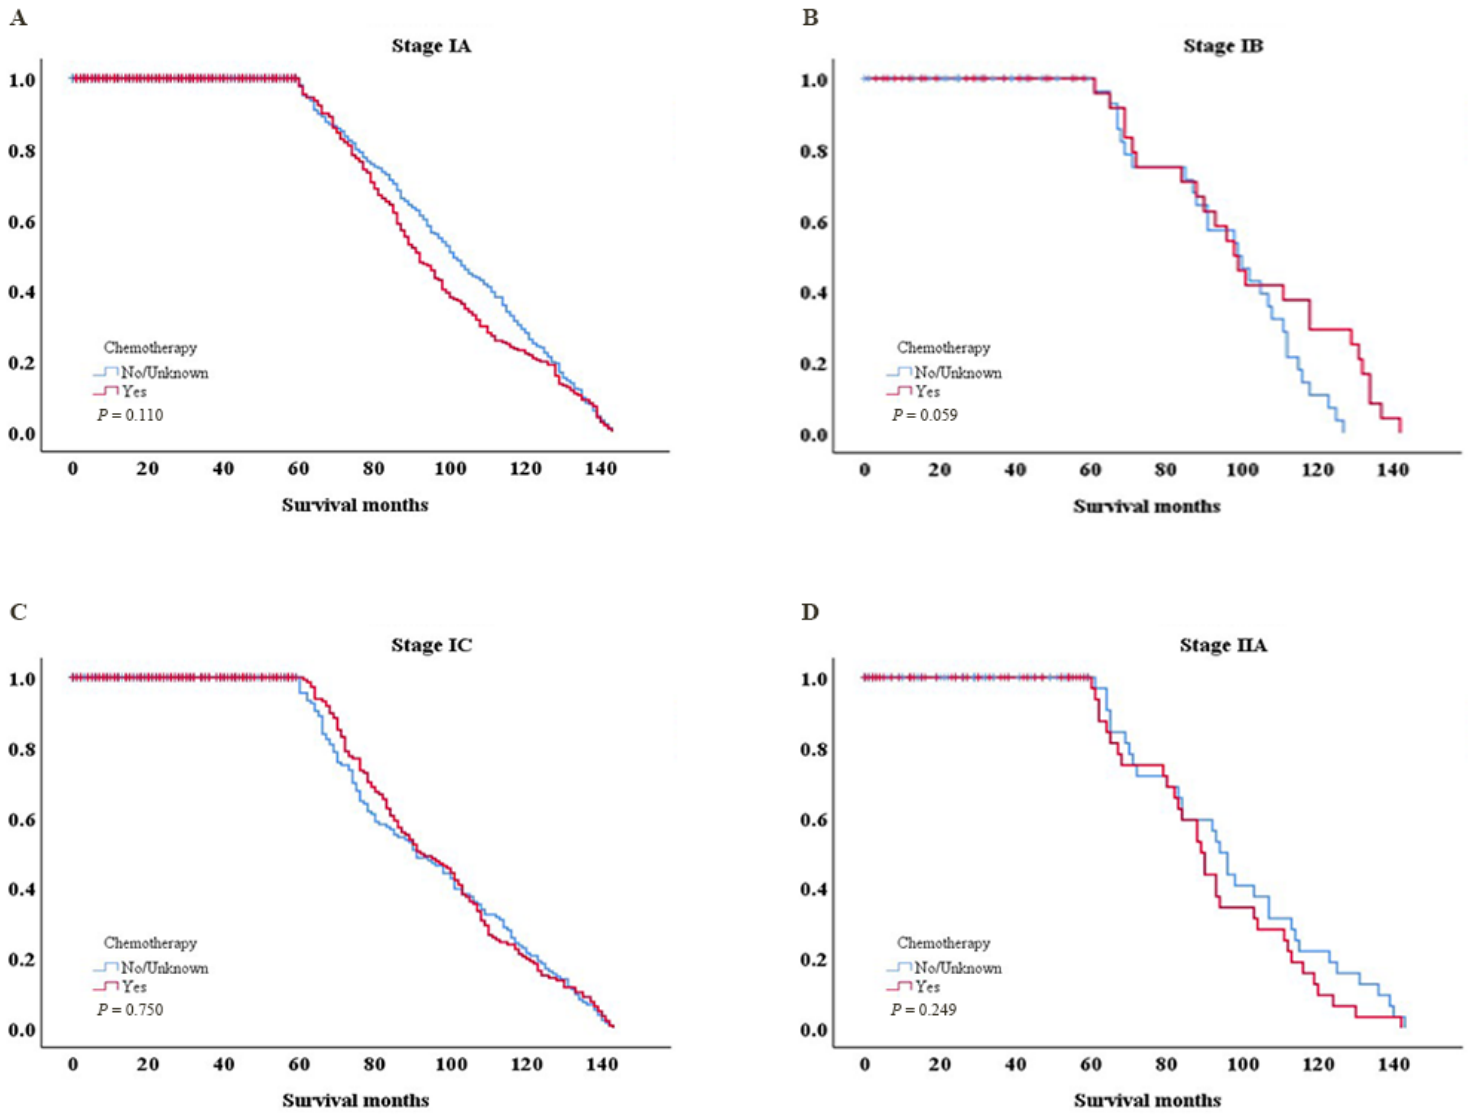 A
Stage IA
1.0
0.8
0.6
0.4
0.2
0.0
Chemotherapy
No/Unknown
Yes
P = 0.110
0 20 40 60 80 100 120 140
Survival months
B
Stage IB
1.0
0.8
0.6
0.4
0.2
0.0
Chemotherapy
No/Unknown
Yes
P = 0.059
0 20 40 60 80 100 120 140
Survival months
C
Stage IC
1.0
0.8
0.6
0.4
0.2
0.0
Chemotherapy
No/Unknown
Yes
P = 0.750
0 20 40 60 80 100 120 140
Survival months
D
Stage IIA
1.0
0.8
0.6
0.4
0.2
0.0
Chemotherapy
No/Unknown
Yes
P = 0.249
0 20 40 60 80 100 120 140
Survival months